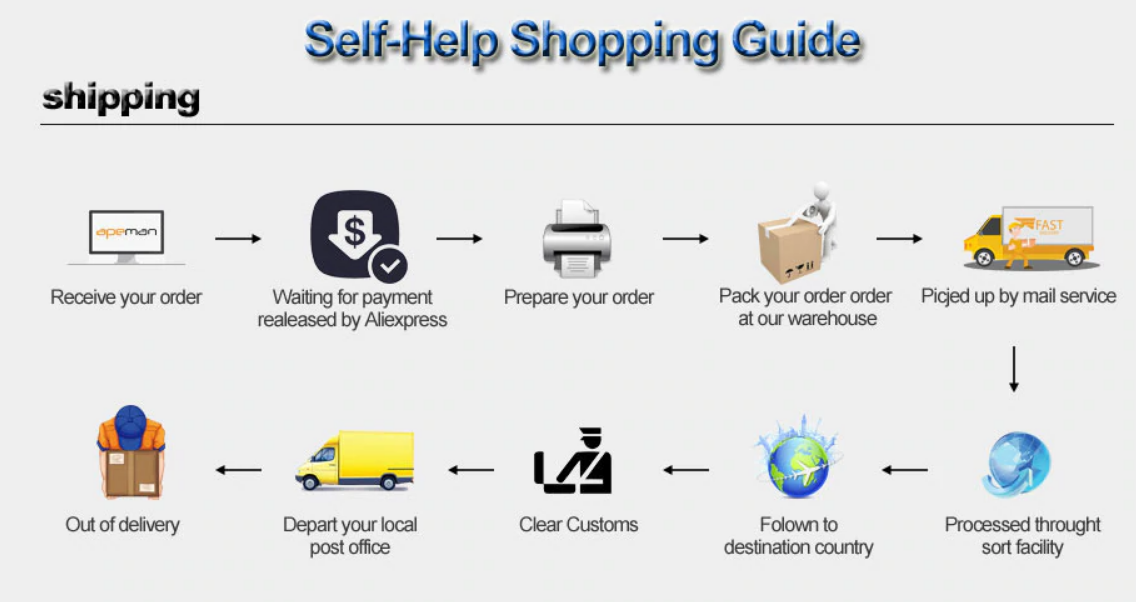 Self-Help Shopping Guide
shipping
apeman
Receive your order
$
Waiting for payment
realeased by Aliexpress
Prepare your order
Pack your order order
at our warehouse
FAST
Picjed up by mail service
Processed throught
sort facility
Folown to
destination country
Clear Customs
Depart your local
post office
Out of delivery